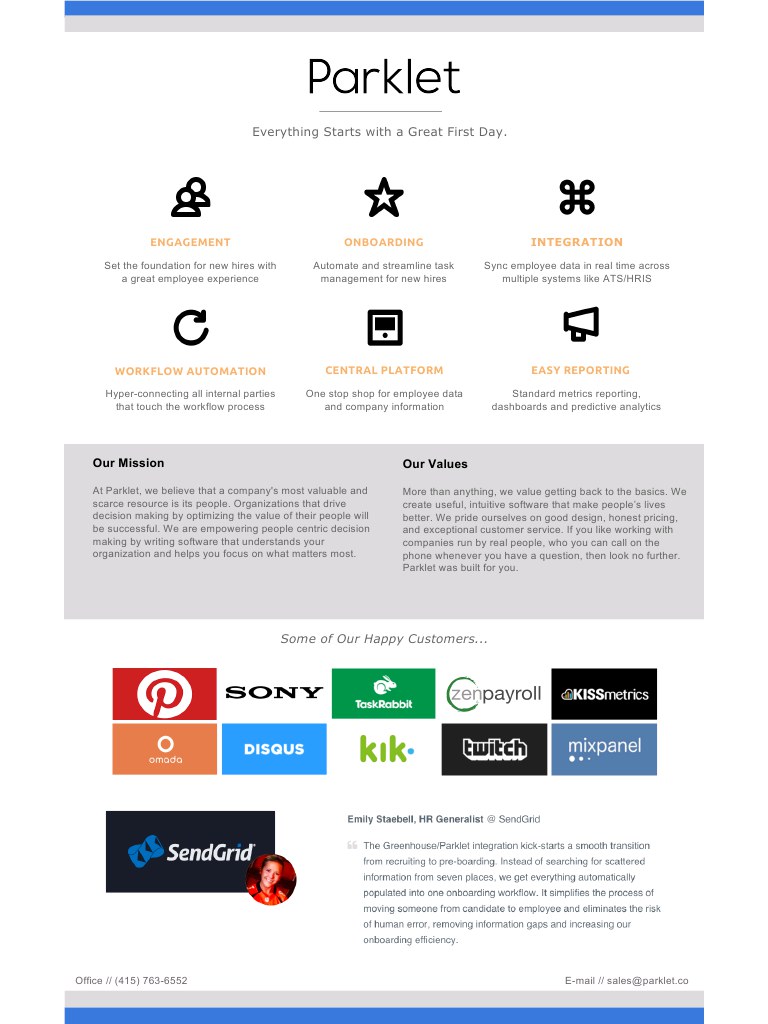 Parklet
Everything Starts with a Great First Day.
ENGAGEMENT
Set the foundation for new hires with
a great employee experience
ONBOARDING
Automate and streamline task
management for new hires
INTEGRATION
Sync employee data in real time across
multiple systems like ATS/HRIS
WORKFLOW AUTOMATION
Hyper-connecting all internal parties
that touch the workflow process
CENTRAL PLATFORM
One stop shop for employee data
and company information
EASY REPORTING
Standard metrics reporting,
dashboards and predictive analytics
Our Mission
At Parklet, we believe that a company's most valuable and
scarce resource is its people. Organizations that drive
decision making by optimizing the value of their people will
be successful. We are empowering people centric decision
making by writing software that understands your
organization and helps you focus on what matters most.
Our Values
More than anything, we value getting back to the basics. We
create useful, intuitive software that make people's lives
better. We pride ourselves on good design, honest pricing,
and exceptional customer service. If you like working with
companies run by real people, who you can call on the
phone whenever you have a question, then look no further.
Parklet was built for you.
Some of Our Happy Customers...
SONY
TaskRabbit
zenpayroll
KISSmetrics
omada
DISQUS
kik
twitch
mixpanel
SendGrid
Emily Staebell, HR Generalist @ SendGrid
“ The Greenhouse/Parklet integration kick-starts a smooth transition
from recruiting to pre-boarding. Instead of searching for scattered
information from seven places, we get everything automatically
populated into one onboarding workflow. It simplifies the process of
moving someone from candidate to employee and eliminates the risk
of human error, removing information gaps and increasing our
onboarding efficiency.
Office // (415) 763-6552
E-mail // sales@parklet.co